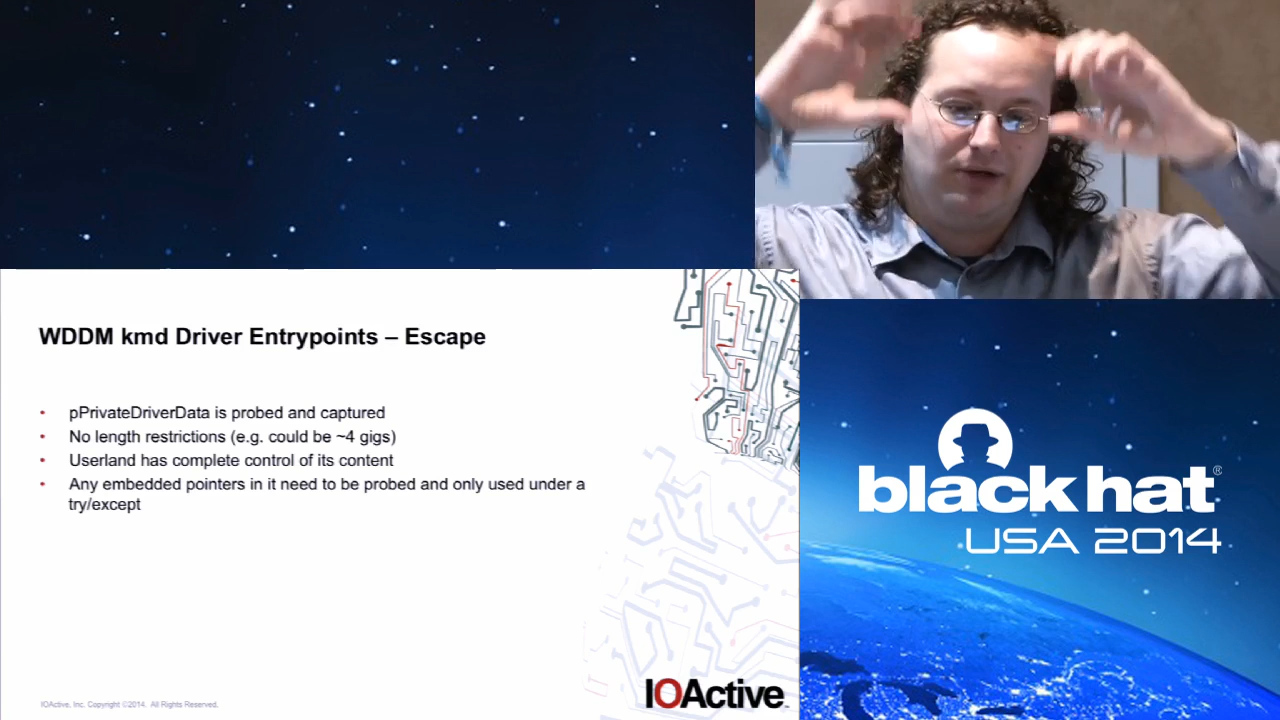 WDDM kmd Driver Entrypoints – Escape
• pPrivateDriverData is probed and captured
• No length restrictions (e.g. could be ~4 gigs)
• Userland has complete control of its content
• Any embedded pointers in it need to be probed and only used under a
try/except
IOActive, Inc. Copyright ©2014. All Rights Reserved.
IOActive
black hat®
USA 2014